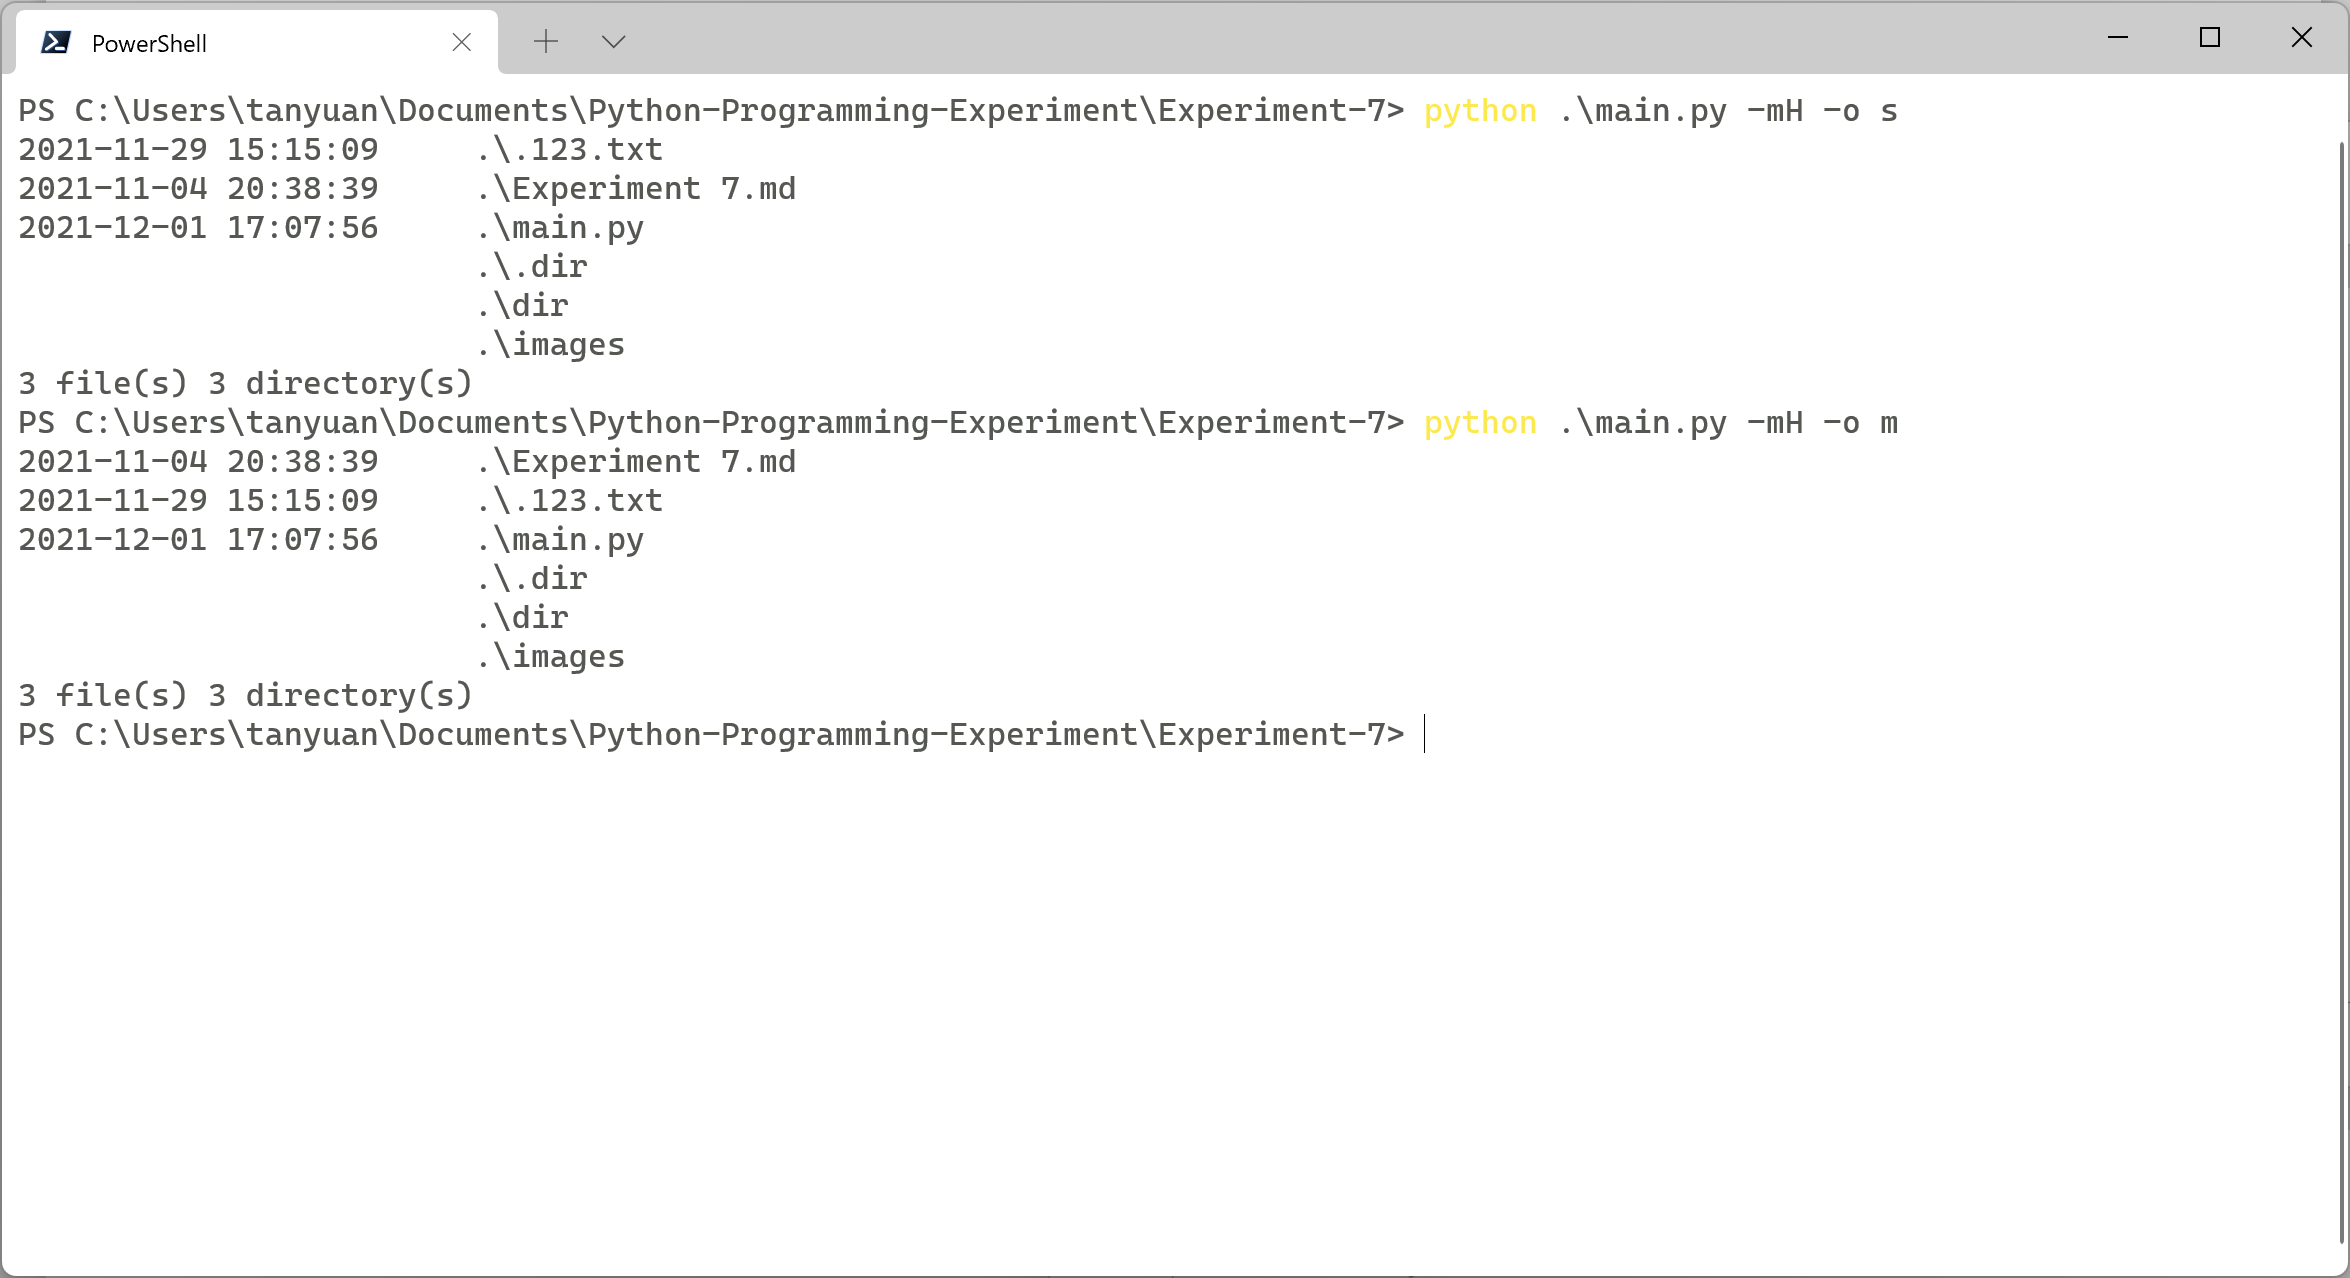 PowerShell
PS C:\Users\tanyuan\Documents\Python-Programming-Experiment\Experiment-7> python .\main.py -mH -o s
2021-11-29 15:15:09     .\.123.txt
2021-11-04 20:38:39     .\Experiment 7.md
2021-12-01 17:07:56     .\main.py
                        .\.dir
                        .\dir
                        .\images
3 file(s) 3 directory(s)
PS C:\Users\tanyuan\Documents\Python-Programming-Experiment\Experiment-7> python .\main.py -mH -o m
2021-11-04 20:38:39     .\Experiment 7.md
2021-11-29 15:15:09     .\.123.txt
2021-12-01 17:07:56     .\main.py
                        .\.dir
                        .\dir
                        .\images
3 file(s) 3 directory(s)
PS C:\Users\tanyuan\Documents\Python-Programming-Experiment\Experiment-7>